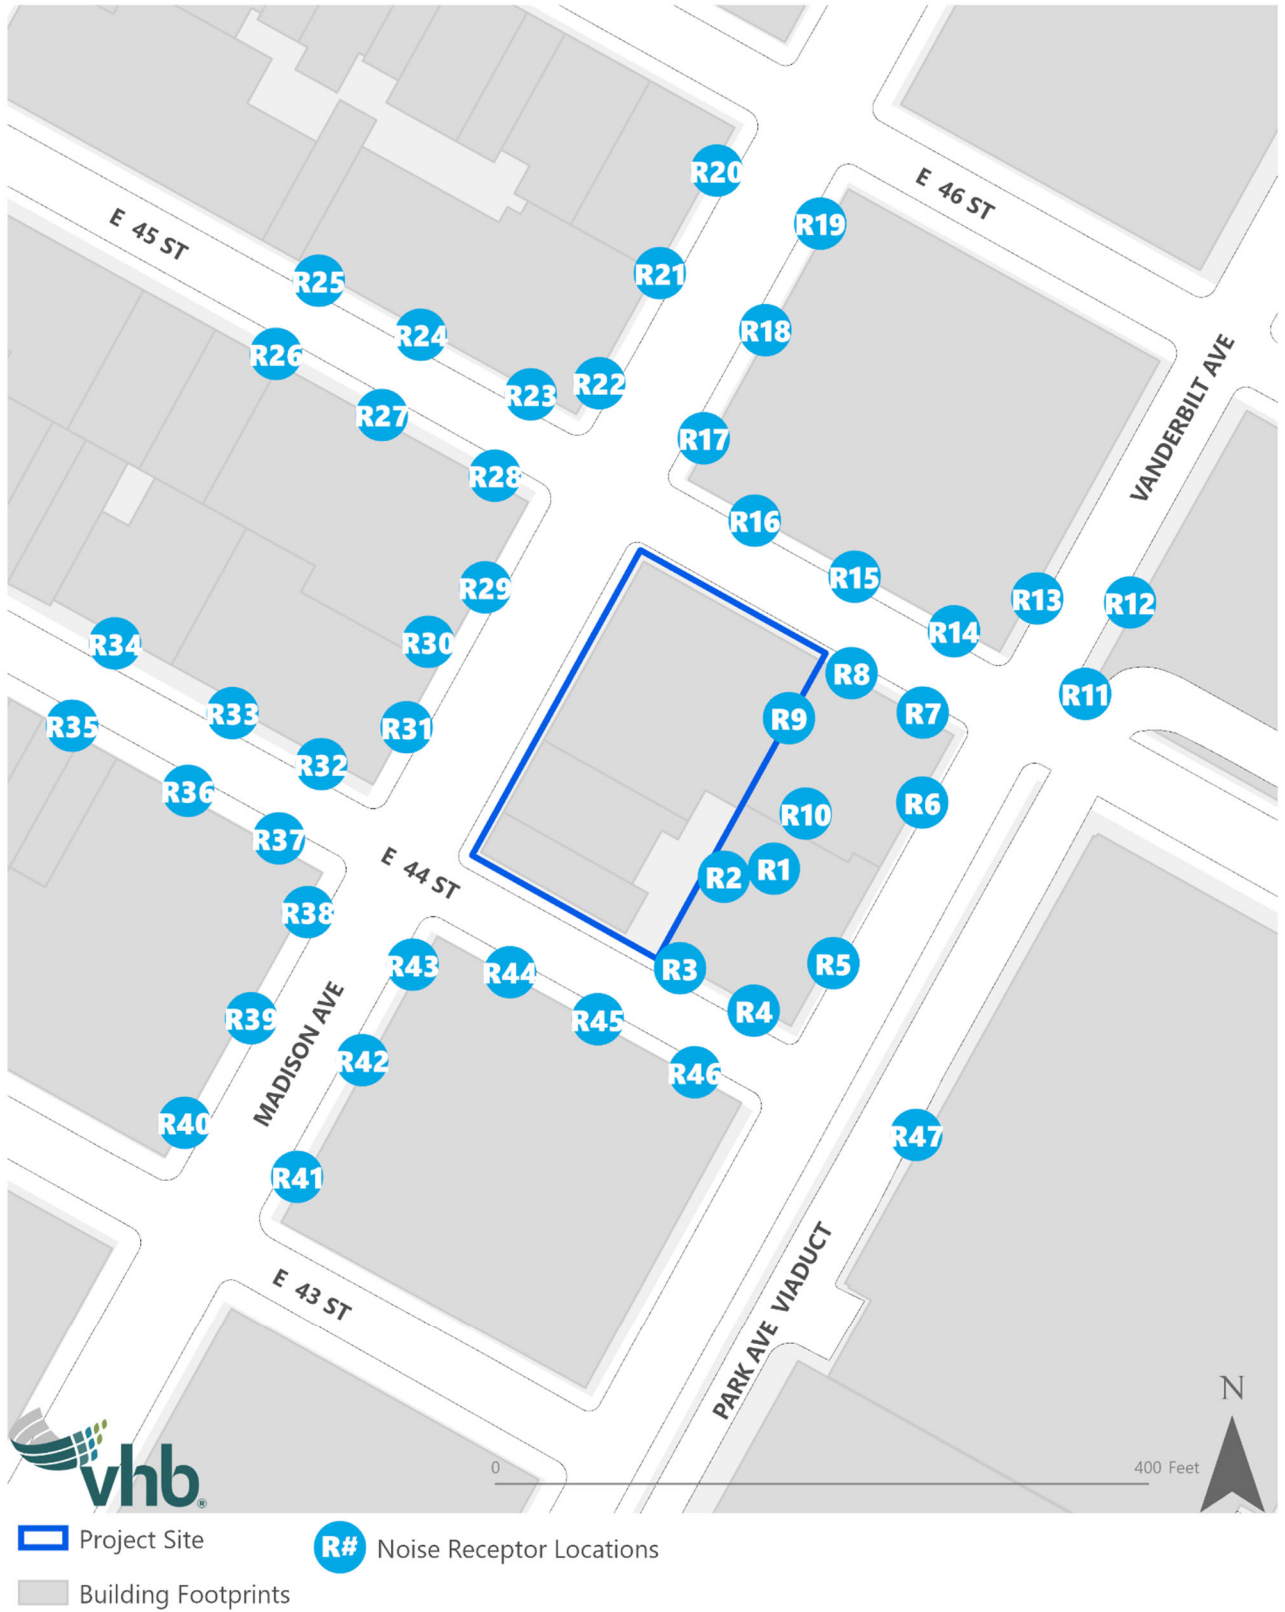 R20
E 46 ST
R19
E 45 ST
R21
R25
R18
R24
R26
VANDERBILT AVE
R22
R23
R27
R17
R28
R16
R15
R29
R13
R12
R14
R30
R34
R8
R11
R33
R7
R9
R35
R31
R32
R36
R6
R10
R37
E 44 ST
R1
R2
R38
R43
R5
R3
R44
R4
R39
R45
MADISON AVE
R42
R46
R40
R47
R41
E 43 ST
PARK AVE VIADUCT
N
0
400 Feet
vhb®
Project Site
R#
Noise Receptor Locations
Building Footprints